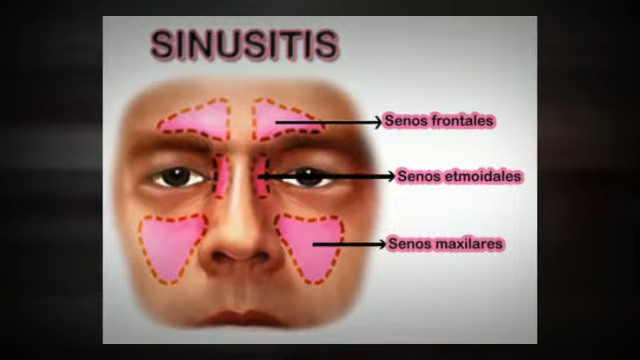 SINUSITIS
Senos frontales
Senos etmoidales
Senos maxilares